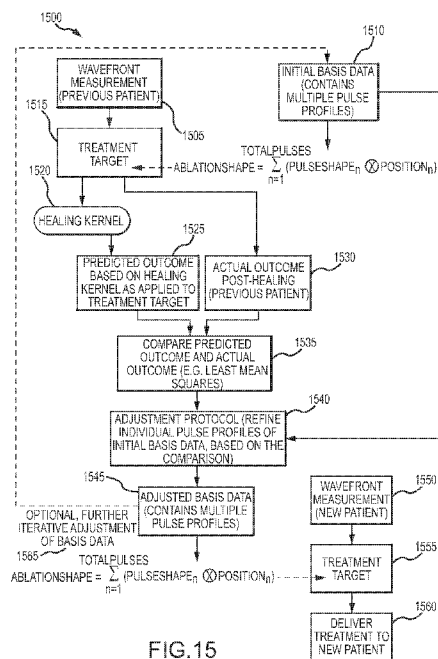 1500
1510
WAVEFRONT MEASUREMENT
(PREVIOUS PATIENT)
INITIAL BASIS DATA
(CONTAINS
MULTIPLE PULSE
PROFILES)
1515
1505
TREATMENT
TARGET
TOTALPULSES
ABLATIONSHAPE = Σ (PULSESHAPEn ⊗ POSITIONn)
n=1
1520
HEALING KERNEL
1525
PREDICTED OUTCOME
BASED ON HEALING
KERNEL AS APPLIED TO
TREATMENT TARGET
1530
ACTUAL OUTCOME
POST-HEALING
(PREVIOUS PATIENT)
1535
COMPARE PREDICTED
OUTCOME AND ACTUAL
OUTCOME (E.G. LEAST MEAN
SQUARES)
1540
ADJUSTMENT PROTOCOL (REFINE
INDIVIDUAL PULSE PROFILES OF
INITIAL BASIS DATA, BASED ON THE
COMPARISON)
1545
ADJUSTED BASIS DATA
(CONTAINS MULTIPLE
PULSE PROFILES)
OPTIONAL, FURTHER
ITERATIVE ADJUSTMENT
OF BASIS DATA
1565
1550
WAVEFRONT
MEASUREMENT
(NEW PATIENT)
TOTALPULSES
ABLATIONSHAPE = Σ (PULSESHAPEn ⊗ POSITIONn)
n=1
1555
TREATMENT
TARGET
1560
DELIVER
TREATMENT TO
NEW PATIENT
FIG.15